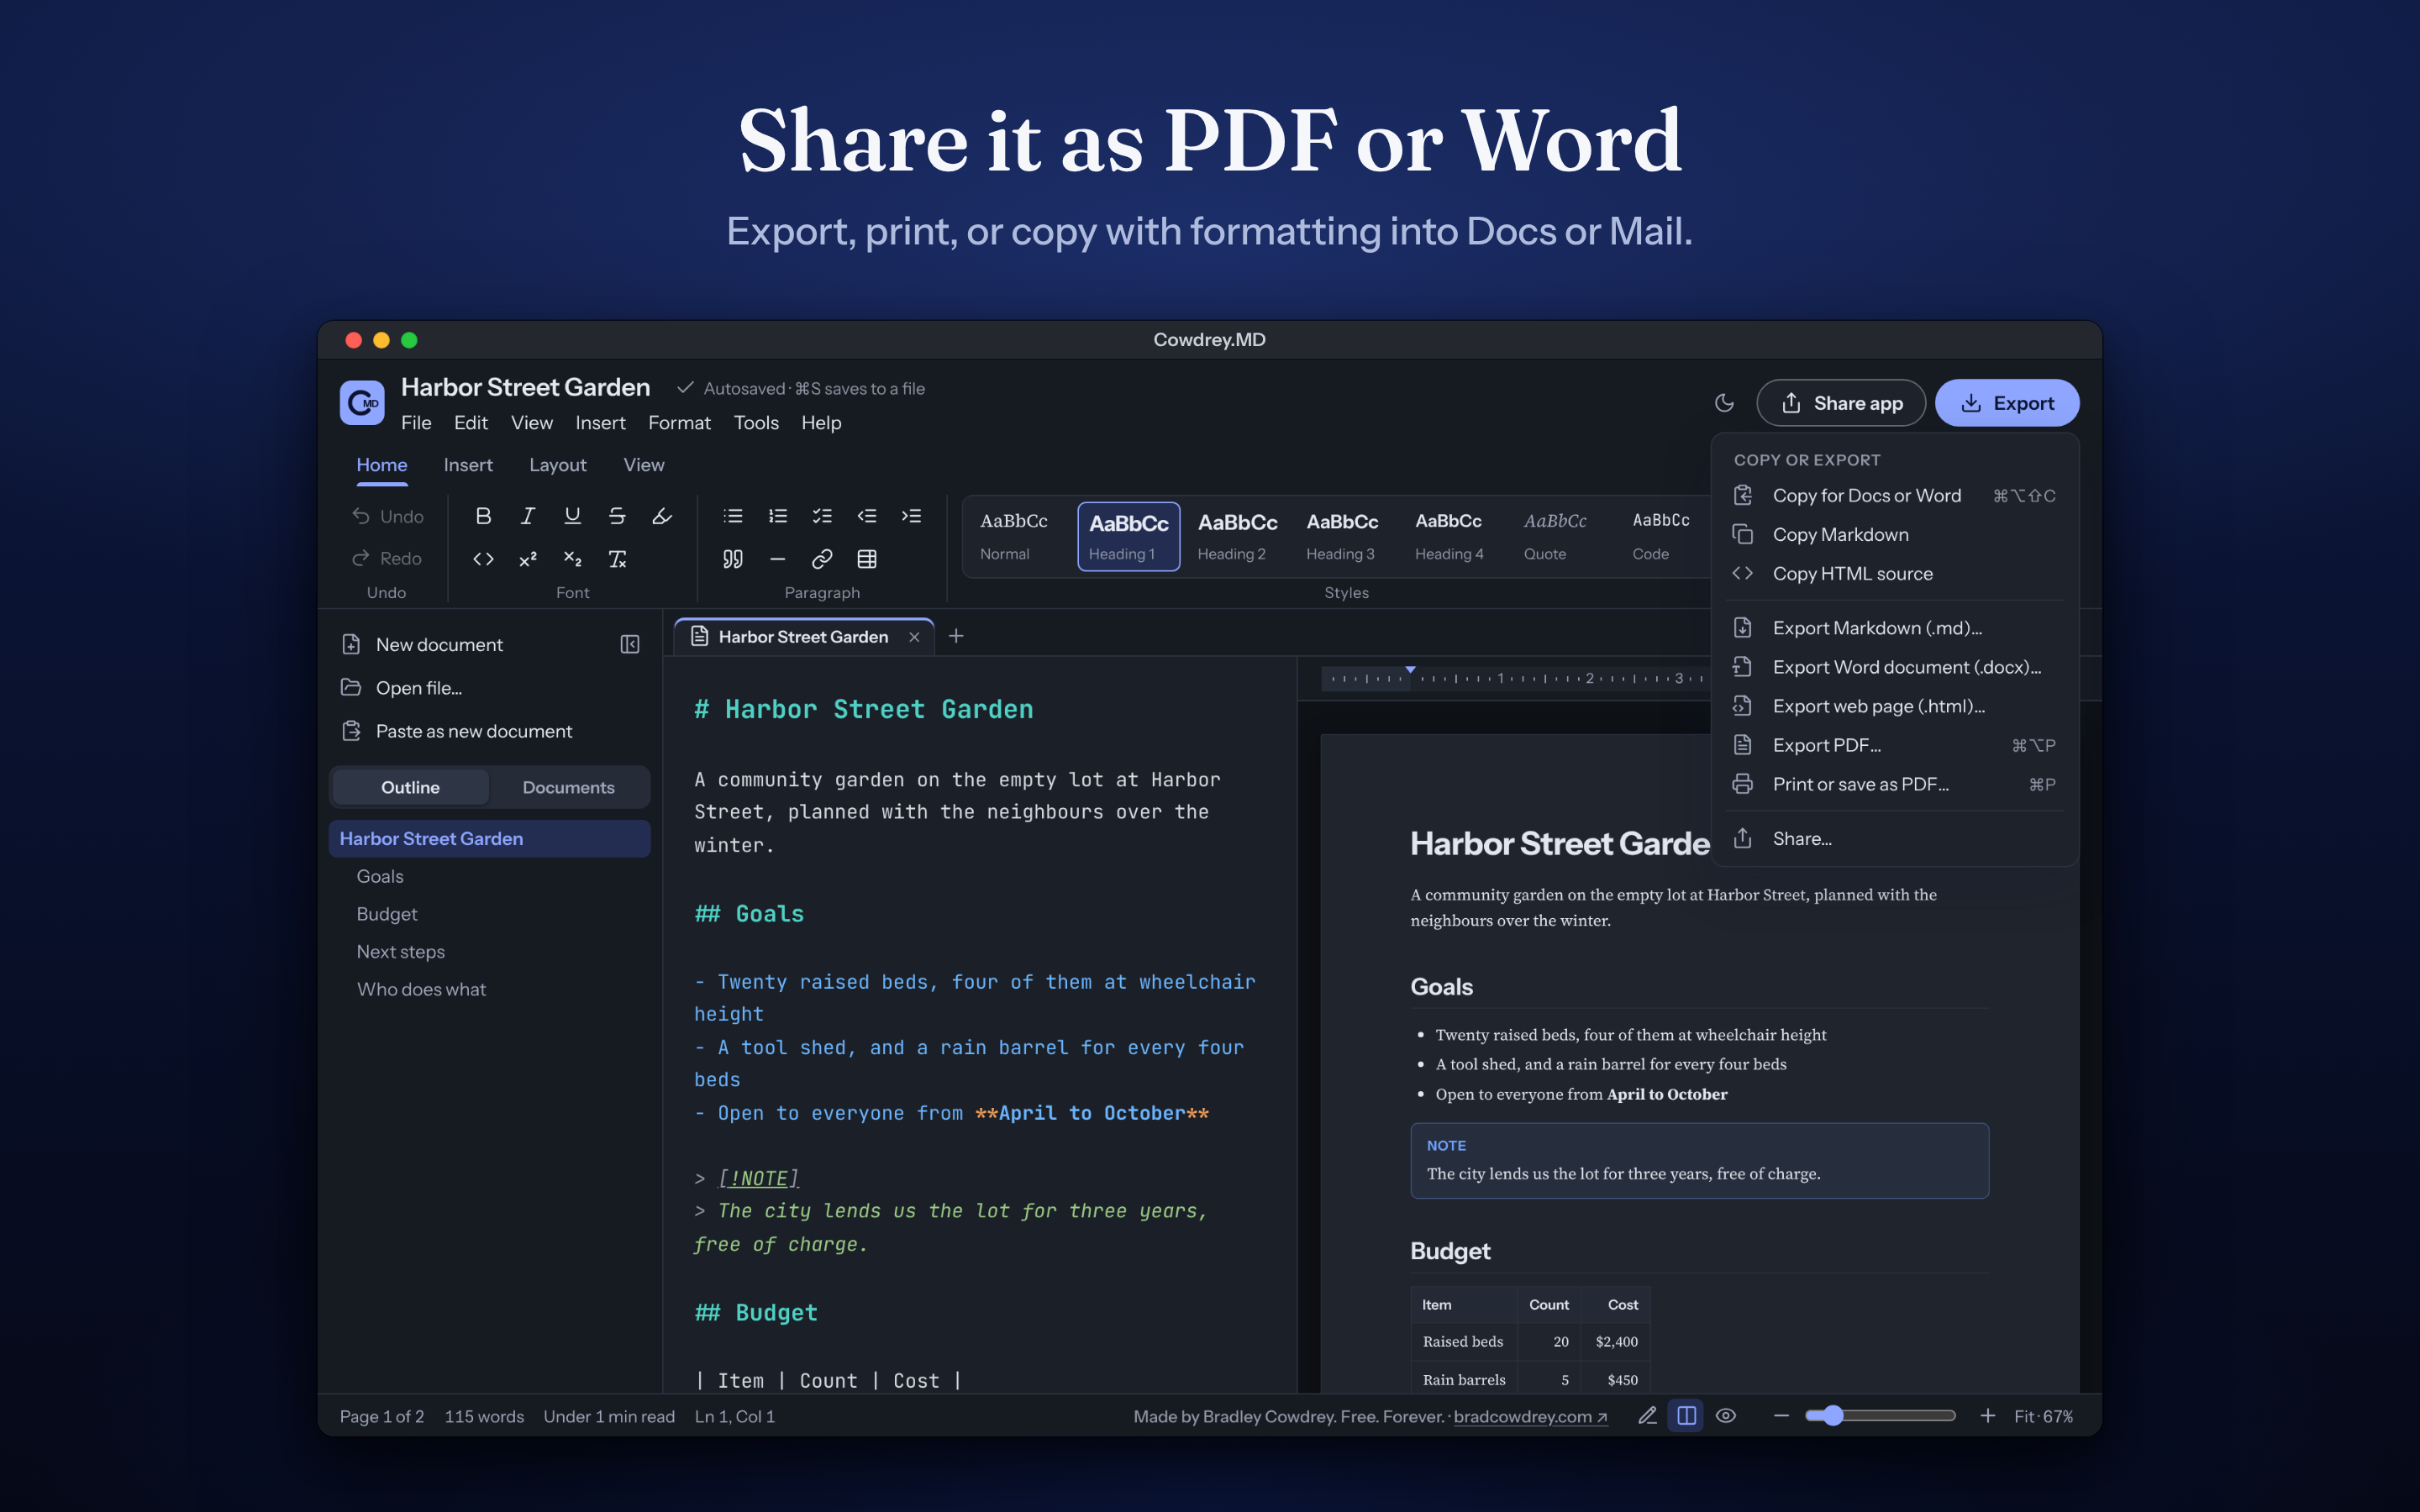 Share it as PDF or Word
Export, print, or copy with formatting into Docs or Mail.
Cowdrey.MD
C MD
Harbor Street Garden
Autosaved · ⌘S saves to a file
File Edit View Insert Format Tools Help
Share app
Export
Home Insert Layout View
Undo
Redo
Undo
Font
Paragraph
AaBbCc Normal
AaBbCc Heading 1
AaBbCc Heading 2
AaBbCc Heading 3
AaBbCc Heading 4
AaBbCc Quote
AaBbCc Code
Styles
COPY OR EXPORT
Copy for Docs or Word ⌘⌥⇧C
Copy Markdown
Copy HTML source
Export Markdown (.md)...
Export Word document (.docx)...
Export web page (.html)...
Export PDF... ⌘⌥P
Print or save as PDF... ⌘P
Share...
New document
Open file...
Paste as new document
Outline Documents
Harbor Street Garden
Goals
Budget
Next steps
Who does what
Harbor Street Garden
# Harbor Street Garden
A community garden on the empty lot at Harbor
Street, planned with the neighbours over the
winter.
## Goals
- Twenty raised beds, four of them at wheelchair
height
- A tool shed, and a rain barrel for every four
beds
- Open to everyone from **April to October**
> [!NOTE]
> The city lends us the lot for three years,
free of charge.
## Budget
| Item | Count | Cost |
1 2 3
Harbor Street Garde
A community garden on the empty lot at Harbor Street, planned with the
neighbours over the winter.
Goals
• Twenty raised beds, four of them at wheelchair height
• A tool shed, and a rain barrel for every four beds
• Open to everyone from April to October
NOTE
The city lends us the lot for three years, free of charge.
Budget
Item Count Cost
Raised beds 20 $2,400
Rain barrels 5 $450
Page 1 of 2 115 words Under 1 min read Ln 1, Col 1
Made by Bradley Cowdrey. Free. Forever. · bradcowdrey.com ↗
Fit · 67%